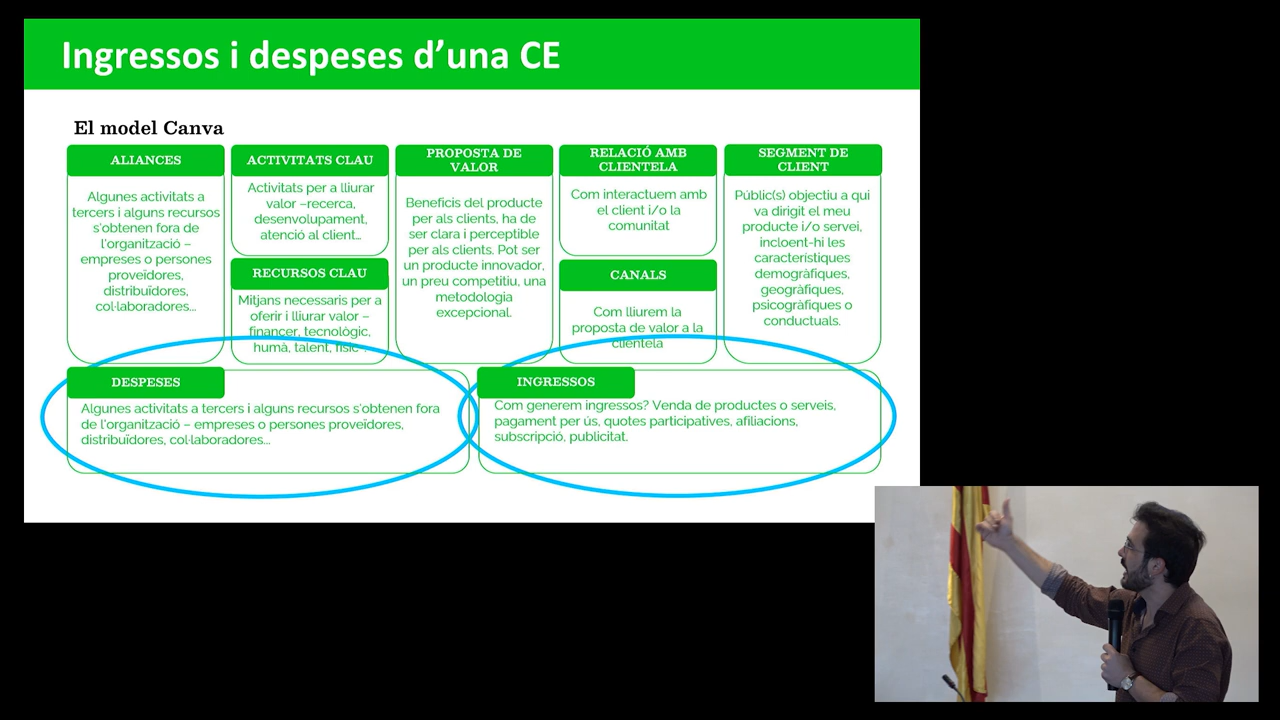 Ingressos i despeses d'una CE
El model Canva
ALIANCES
Algunes activitats a
tercers i alguns recursos
s'obtenen fora de
l'organització –
empreses o persones
proveïdores,
distribuïdores,
col·laboradores...
ACTIVITATS CLAU
Activitats per a lliurar
valor –recerca,
desenvolupament,
atenció al client...
RECURSOS CLAU
Mitjans necessaris per a
oferir i lliurar valor –
financer, tecnològic,
humà, talent, físic
PROPOSTA DE
VALOR
Beneficis del producte
per als clients, ha de
ser clara i perceptible
per als clients. Pot ser
un producte innovador,
un preu competitiu, una
metodologia
excepcional.
RELACIÓ AMB
CLIENTELA
Com interactuem amb
el client i/o la
comunitat
CANALS
Com lliurem la
proposta de valor a la
clientela
SEGMENT DE
CLIENT
Públic(s) objectiu a qui
va dirigit el meu
producte i/o servei,
incloent-hi les
característiques
demogràfiques,
geogràfiques,
psicogràfiques o
conductuals.
DESPESES
Algunes activitats a tercers i alguns recursos s'obtenen fora
de l'organització – empreses o persones proveïdores,
distribuïdores, col·laboradores...
INGRESSOS
Com generem ingressos? Venda de productes o serveis,
pagament per ús, quotes participatives, afiliacions,
subscripció, publicitat.